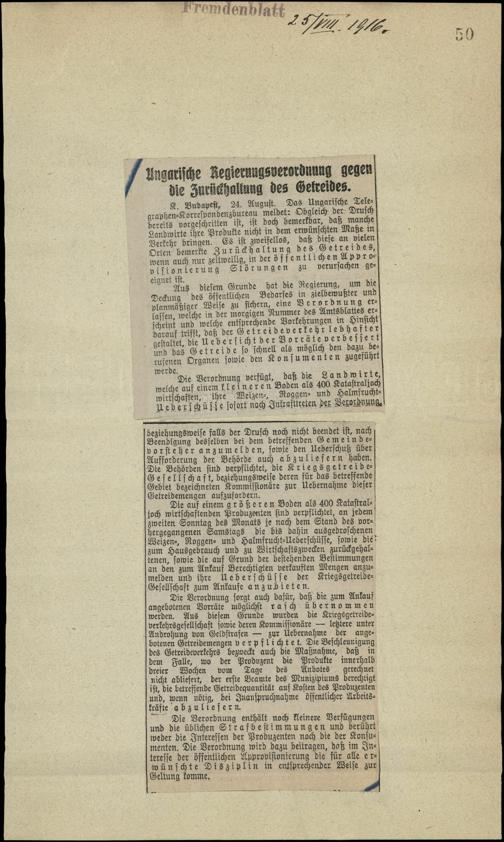 Fremdenblatt
25/VIII. 1916.
50
Ungarische Regierungsverordnung gegen
die Zurückhaltung des Getreides.
K. Budapest, 24. August. Das Ungarische Tele-
graphen-Korrespondenzbureau meldet: Obgleich der Drusch
bereits vorgeschritten ist, ist doch bemerkbar, daß manche
Landwirte ihre Produkte nicht in dem erwünschten Maße in
Verkehr bringen. Es ist zweifellos, daß diese an vielen
Orten bemerkte Zurückhaltung des Getreides,
wenn auch nur zeitweilig, in der öffentlichen Appro-
visionierung Störungen zu verursachen ge-
eignet ist.
Aus diesem Grunde hat die Regierung, um die
Deckung des öffentlichen Bedarfes in zielbewußter und
planmäßiger Weise zu sichern, eine Verordnung er-
lassen, welche in der morgigen Nummer des Amtsblattes er-
scheint und welche entsprechende Vorkehrungen in Hinsicht
darauf trifft, daß der Getreideverkehr lebhafter
gestaltet, die Uebersicht der Vorräte verbessert
und das Getreide so schnell als möglich den dazu be-
rufenen Organen sowie den Konsumenten zugeführt
werde.
Die Verordnung verfügt, daß die Landwirte,
welche auf einem kleineren Boden als 400 Katastraljoch
wirtschaften, ihre Weizen-, Roggen- und Halmfrucht-
Ueberschüsse sofort nach Inkrafttreten der Verordnung,
beziehungsweise falls der Drusch noch nicht beendet ist, nach
Beendigung desselben bei dem betreffenden Gemeinde-
vorsteher anzumelden, sowie den Ueberschuß über
Aufforderung der Behörde auch abzuliefern haben.
Die Behörden sind verpflichtet, die Kriegsgetreide-
Gesellschaft, beziehungsweise deren für das betreffende
Gebiet bezeichneten Kommissionäre zur Uebernahme dieser
Getreidemengen aufzufordern.
Die auf einem größeren Boden als 400 Katastral-
joch wirtschaftenden Produzenten sind verpflichtet, an jedem
zweiten Sonntag des Monats je nach dem Stand des vor-
hergegangenen Samstags die bis dahin ausgedroschenen
Weizen-, Roggen- und Halmfrucht-Ueberschüsse, sowie die
zum Hausgebrauch und zu Wirtschaftszwecken zurückgehal-
tenen, sowie die auf Grund der bestehenden Bestimmungen
an den zum Ankauf Berechtigten verkauften Mengen anzu-
melden und ihre Ueberschüsse der Kriegsgetreide-
Gesellschaft zum Ankaufe anzubieten.
Die Verordnung sorgt auch dafür, daß die zum Ankauf
angebotenen Vorräte möglichst rasch übernommen
werden. Aus diesem Grunde wurden die Kriegsgetreide-
verkehrsgesellschaft sowie deren Kommissionäre — letztere unter
Androhung von Geldstrafen — zur Uebernahme der ange-
botenen Getreidemengen verpflichtet. Die Beschleunigung
des Getreideverkehrs bezweckt auch die Maßnahme, daß in
dem Falle, wo der Produzent die Produkte innerhalb
dreier Wochen vom Tage des Anbotes gerechnet
nicht abliefert, der erste Beamte des Munizipiums berechtigt
ist, die betreffende Getreidequantität auf Kosten des Produzenten
und, wenn nötig, bei Inanspruchnahme öffentlicher Arbeits-
kräfte abzuliefern.
Die Verordnung enthält noch kleinere Verfügungen
und die üblichen Strafbestimmungen und berührt
weder die Interessen der Produzenten noch die der Konsu-
menten. Die Verordnung wird dazu beitragen, daß im In-
teresse der öffentlichen Approvisionierung die für alle er-
wünschte Disziplin in entsprechender Weise zur
Geltung komme.